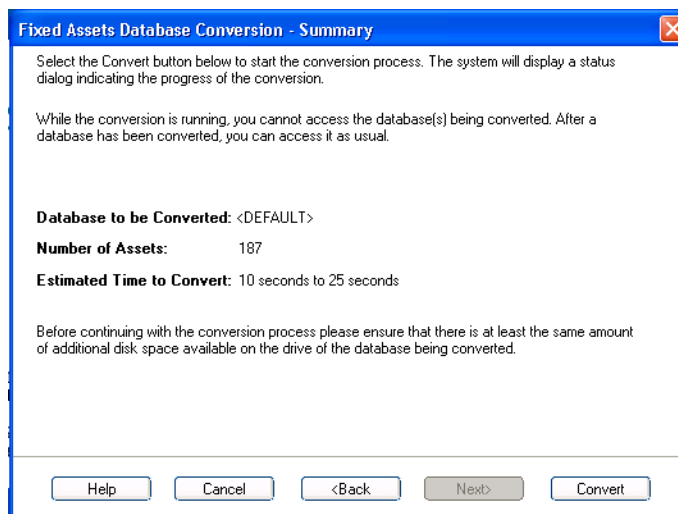 Fixed Assets Database Conversion - Summary
Select the Convert button below to start the conversion process. The system will display a status
dialog indicating the progress of the conversion.
While the conversion is running, you cannot access the database(s) being converted. After a
database has been converted, you can access it as usual.
Database to be Converted: <DEFAULT>
Number of Assets: 187
Estimated Time to Convert: 10 seconds to 25 seconds
Before continuing with the conversion process please ensure that there is at least the same amount
of additional disk space available on the drive of the database being converted.
Help Cancel <Back Next> Convert